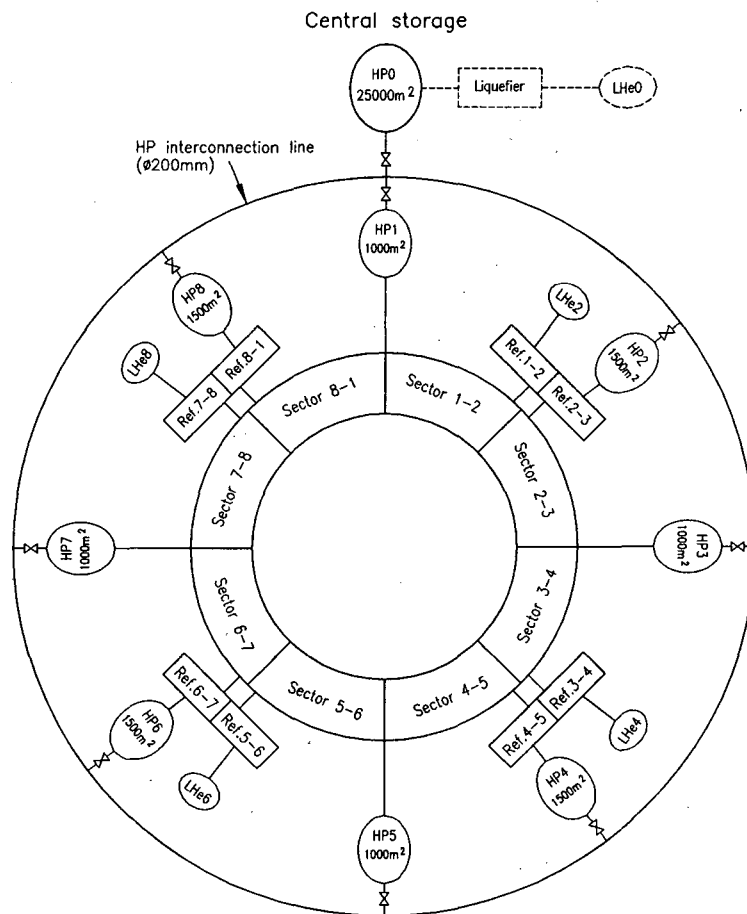 Central storage
HP0
25000m²
Liquefier
LHe0
HP interconnection line
(ø200mm)
HP1
1000m²
HP8
1500m²
LHe2
HP2
1500m²
LHe8
Ref.8-1
Ref.7-8
Ref.1-2
Ref.2-3
Sector 8-1
Sector 1-2
Sector 7-8
Sector 2-3
HP7
1000m²
HP3
1000m²
Sector 6-7
Sector 3-4
Sector 5-6
Sector 4-5
Ref.6-7
Ref.5-6
Ref.3-4
Ref.4-5
HP6
1500m²
LHe4
LHe6
HP4
1500m²
HP5
1000m²